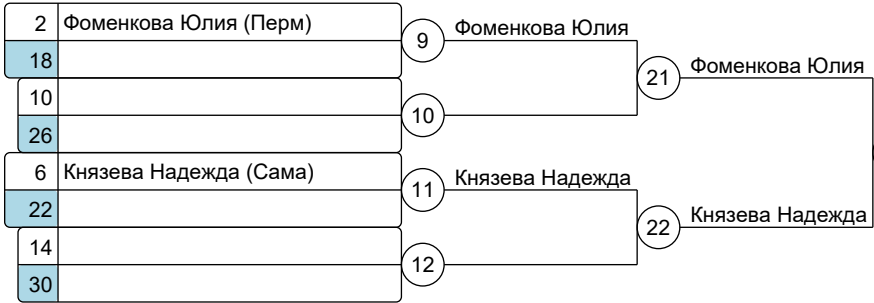 2 Фоменкова Юлия (Перм)
18
9 Фоменкова Юлия
10
26
10
21 Фоменкова Юлия
6 Князева Надежда (Сама)
22
11 Князева Надежда
14
30
12
22 Князева Надежда